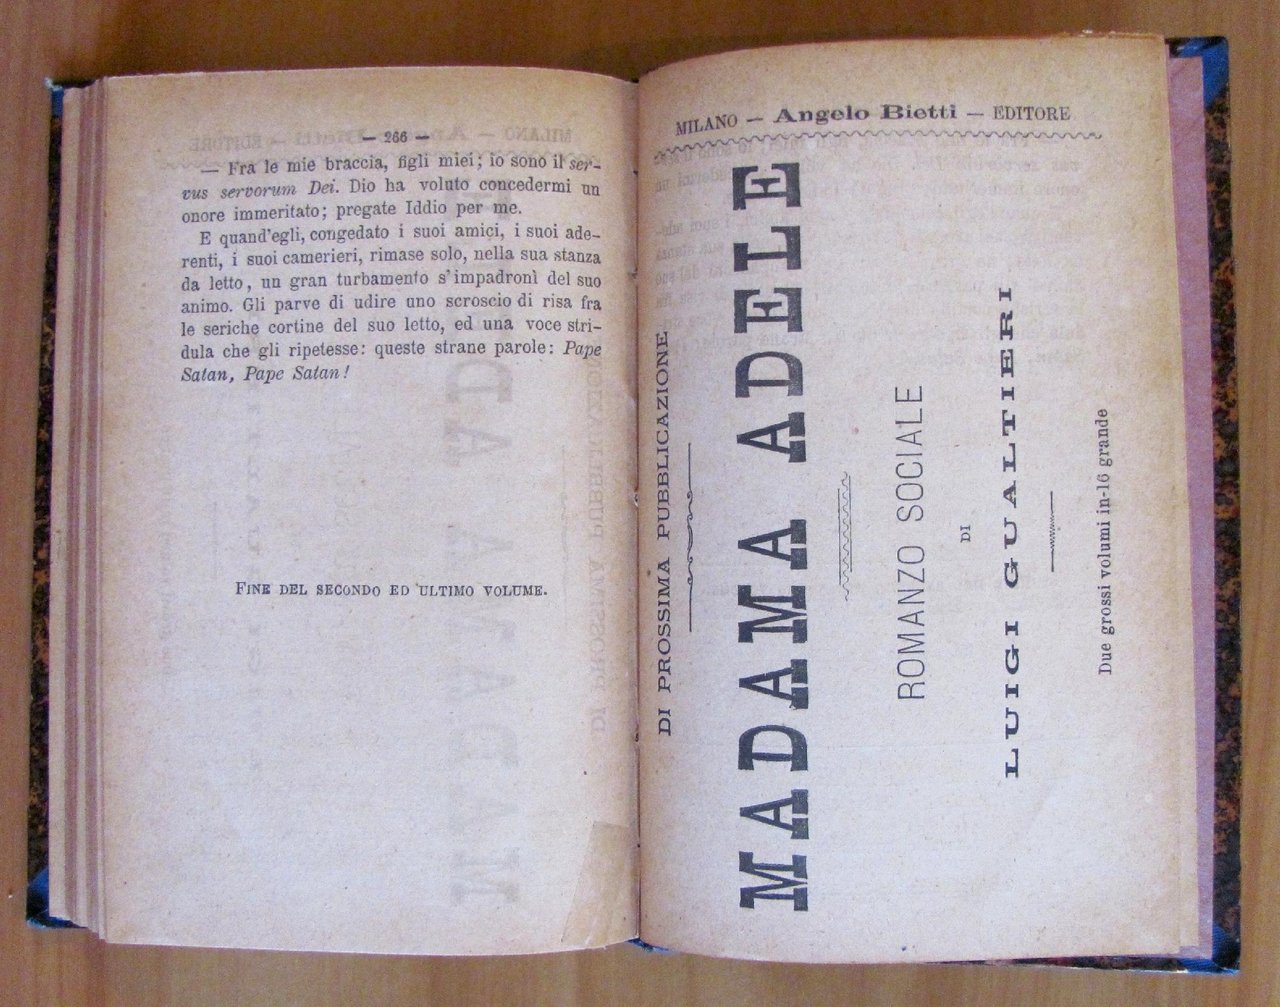 — 266 —
— Fra le mie braccia, figli miei; io sono il ser-
vus servorum Dei. Dio ha voluto concedermi un
onore immeritato; pregate Iddio per me.
E quand'egli, congedato i suoi amici, i suoi ade-
renti, i suoi camerieri, rimase solo, nella sua stanza
da letto, un gran turbamento s'impadronì del suo
animo. Gli parve di udire uno scroscio di risa fra
le seriche cortine del suo letto, ed una voce stri-
dula che gli ripetesse: queste strane parole: Pape
Satan, Pape Satan!
FINE DEL SECONDO ED ULTIMO VOLUME.
MILANO — Angelo Bietti — EDITORE
DI PROSSIMA PUBBLICAZIONE
MADAMA ADELE
ROMANZO SOCIALE
DI
LUIGI GUALTIERI
Due grossi volumi in-16 grande